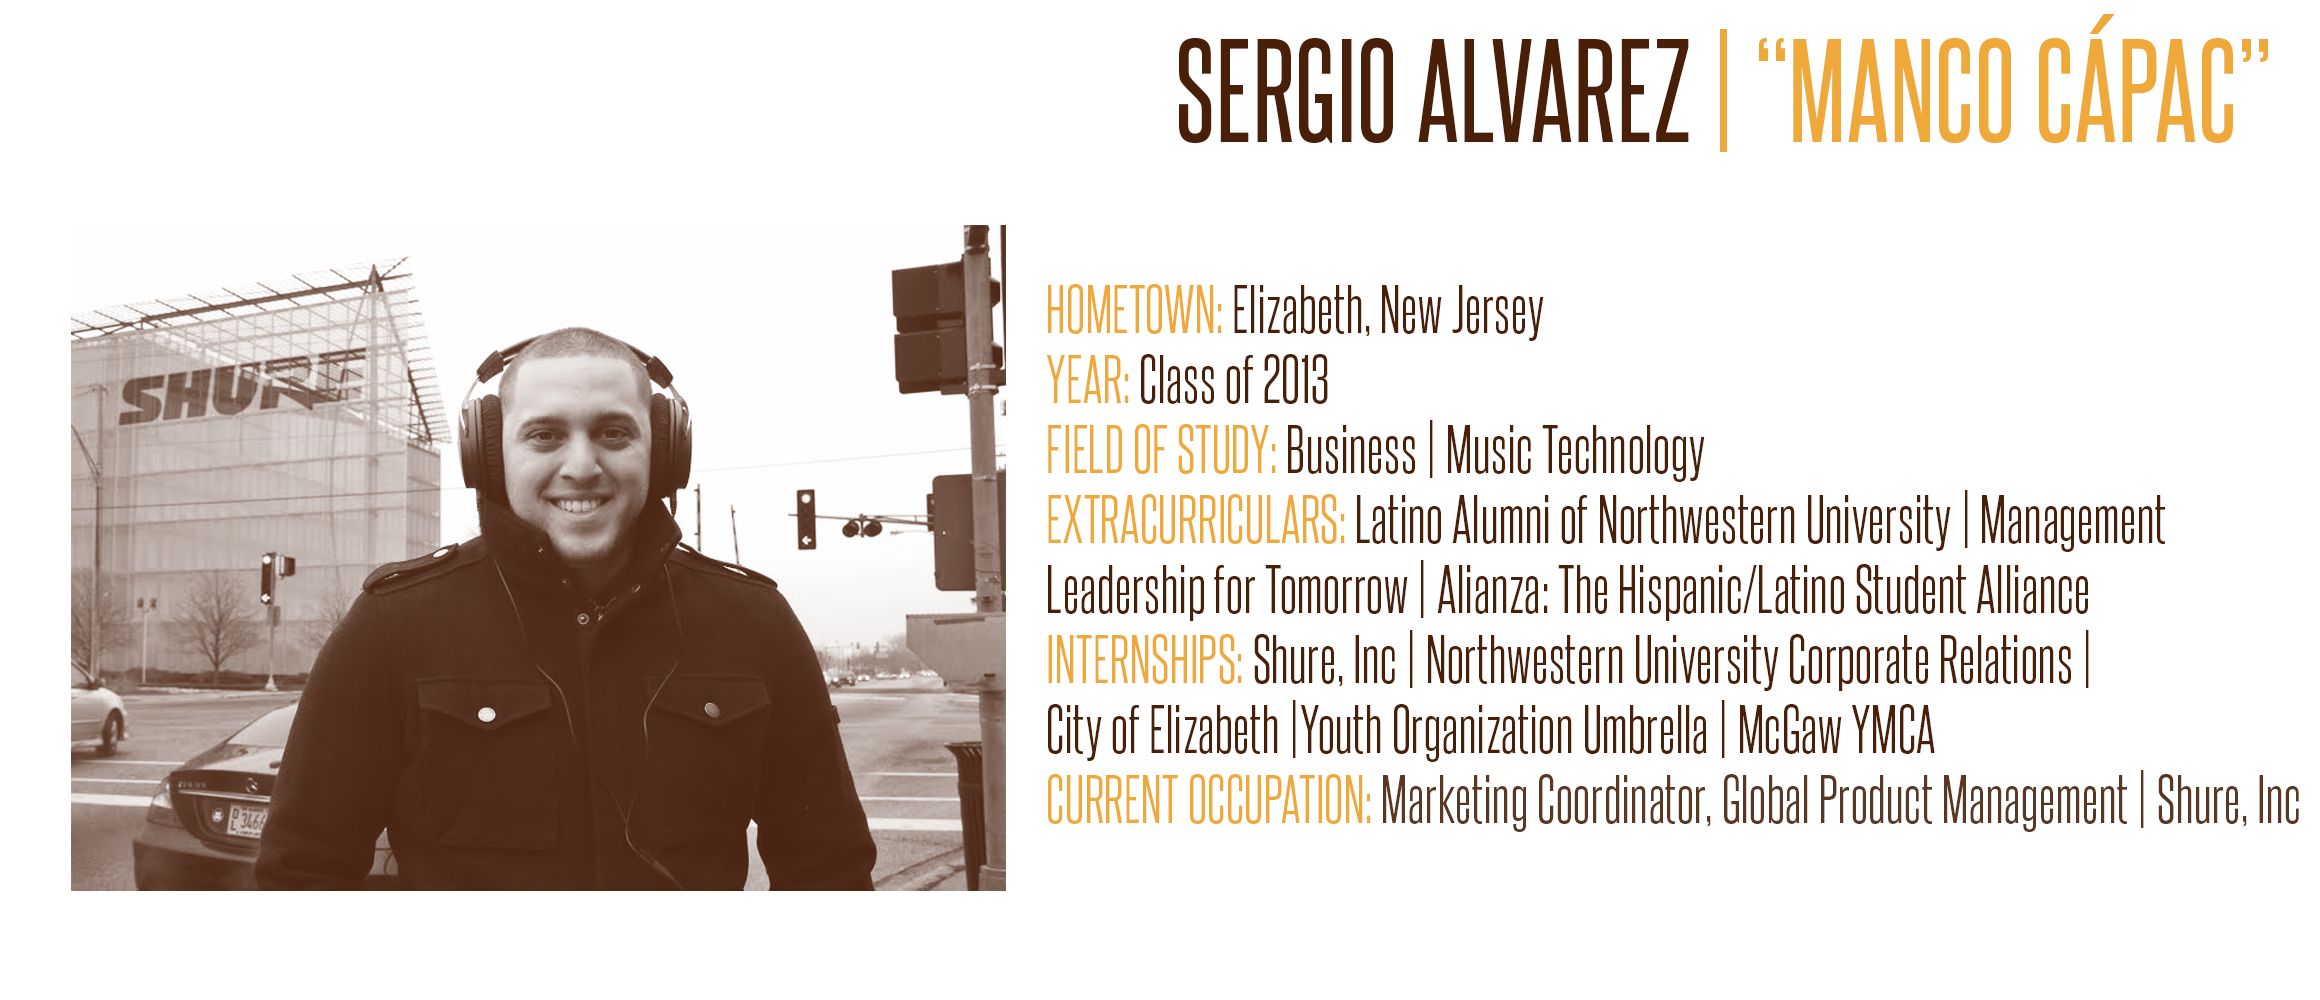 SERGIO ALVAREZ | “MANCO CÁPAC”
SHURE
HOMETOWN: Elizabeth, New Jersey
YEAR: Class of 2013
FIELD OF STUDY: Business | Music Technology
EXTRACURRICULARS: Latino Alumni of Northwestern University | Management
Leadership for Tomorrow | Alianza: The Hispanic/Latino Student Alliance
INTERNSHIPS: Shure, Inc | Northwestern University Corporate Relations |
City of Elizabeth |Youth Organization Umbrella | McGaw YMCA
CURRENT OCCUPATION: Marketing Coordinator, Global Product Management | Shure, Inc